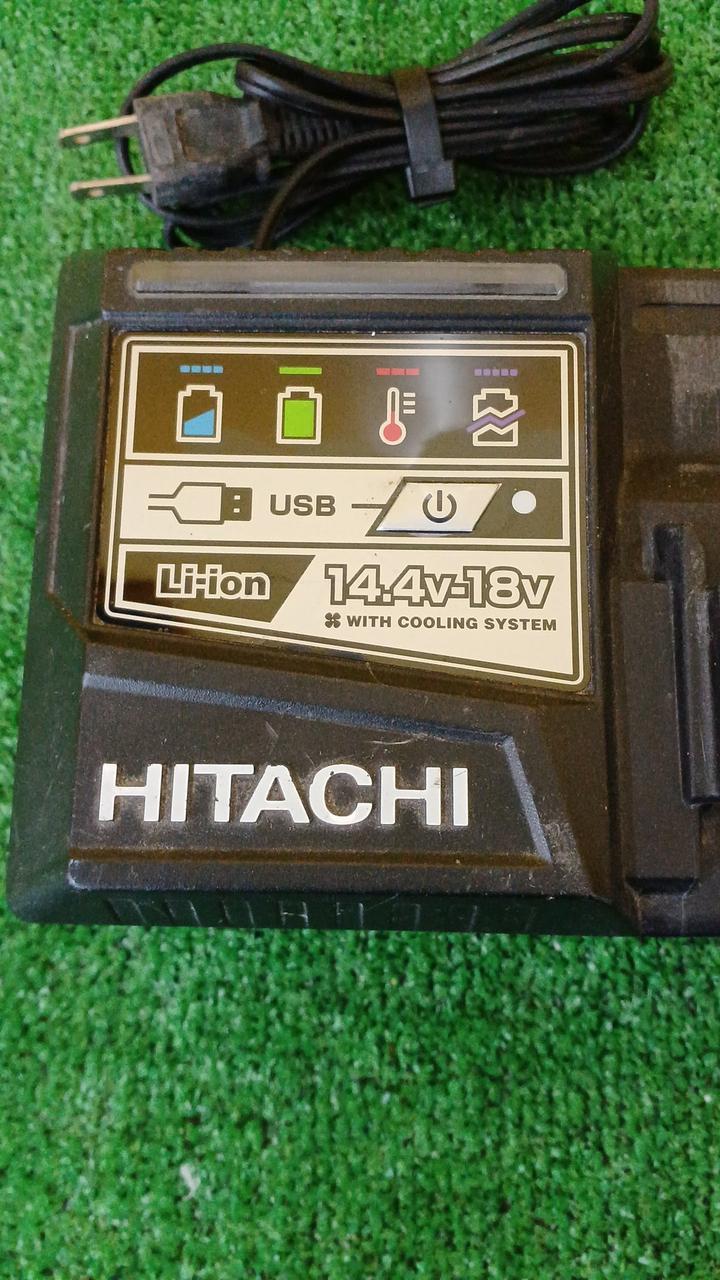 USB
Li-ion
14.4v-18v
WITH COOLING SYSTEM
HITACHI